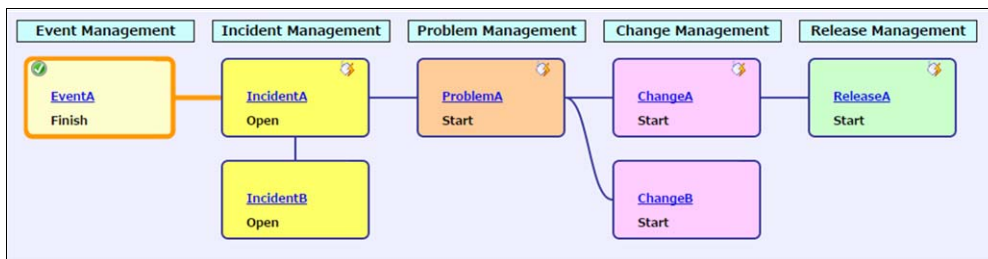 Event Management
Incident Management
Problem Management
Change Management
Release Management
EventA
Finish
IncidentA
Open
ProblemA
Start
ChangeA
Start
ReleaseA
Start
IncidentB
Open
ChangeB
Start